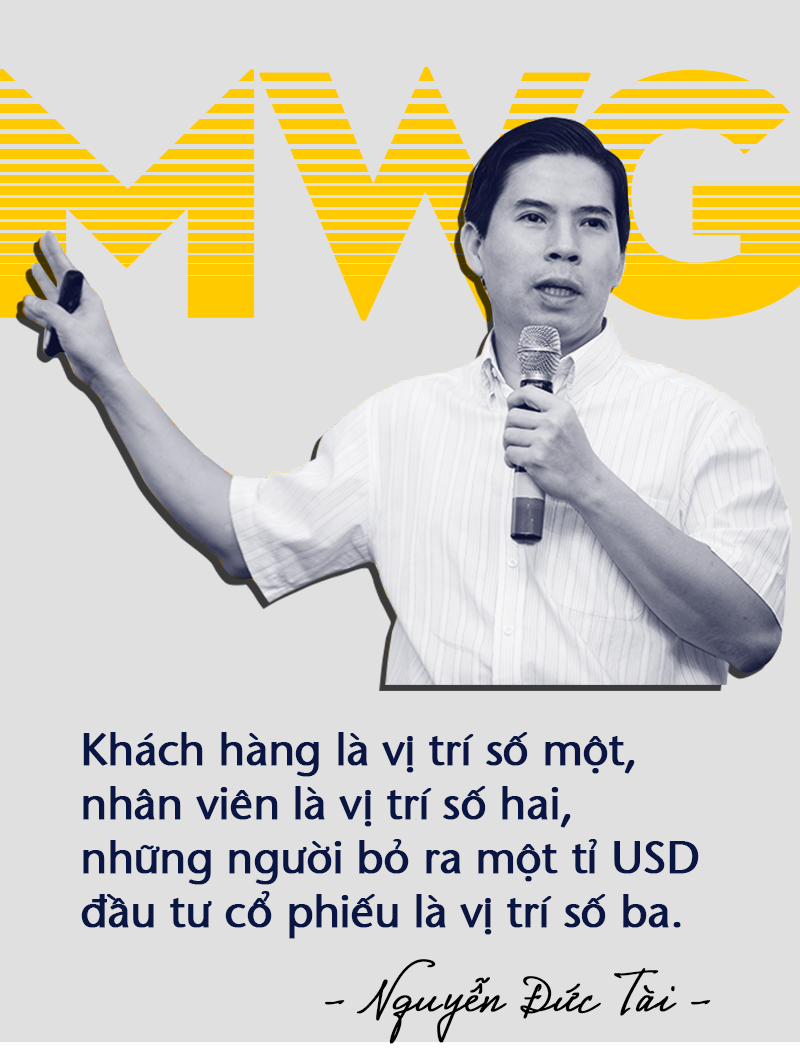 MWG
Khách hàng là vị trí số một,
nhân viên là vị trí số hai,
những người bỏ ra một tỉ USD
đầu tư cổ phiếu là vị trí số ba.
- Nguyễn Đức Tài -